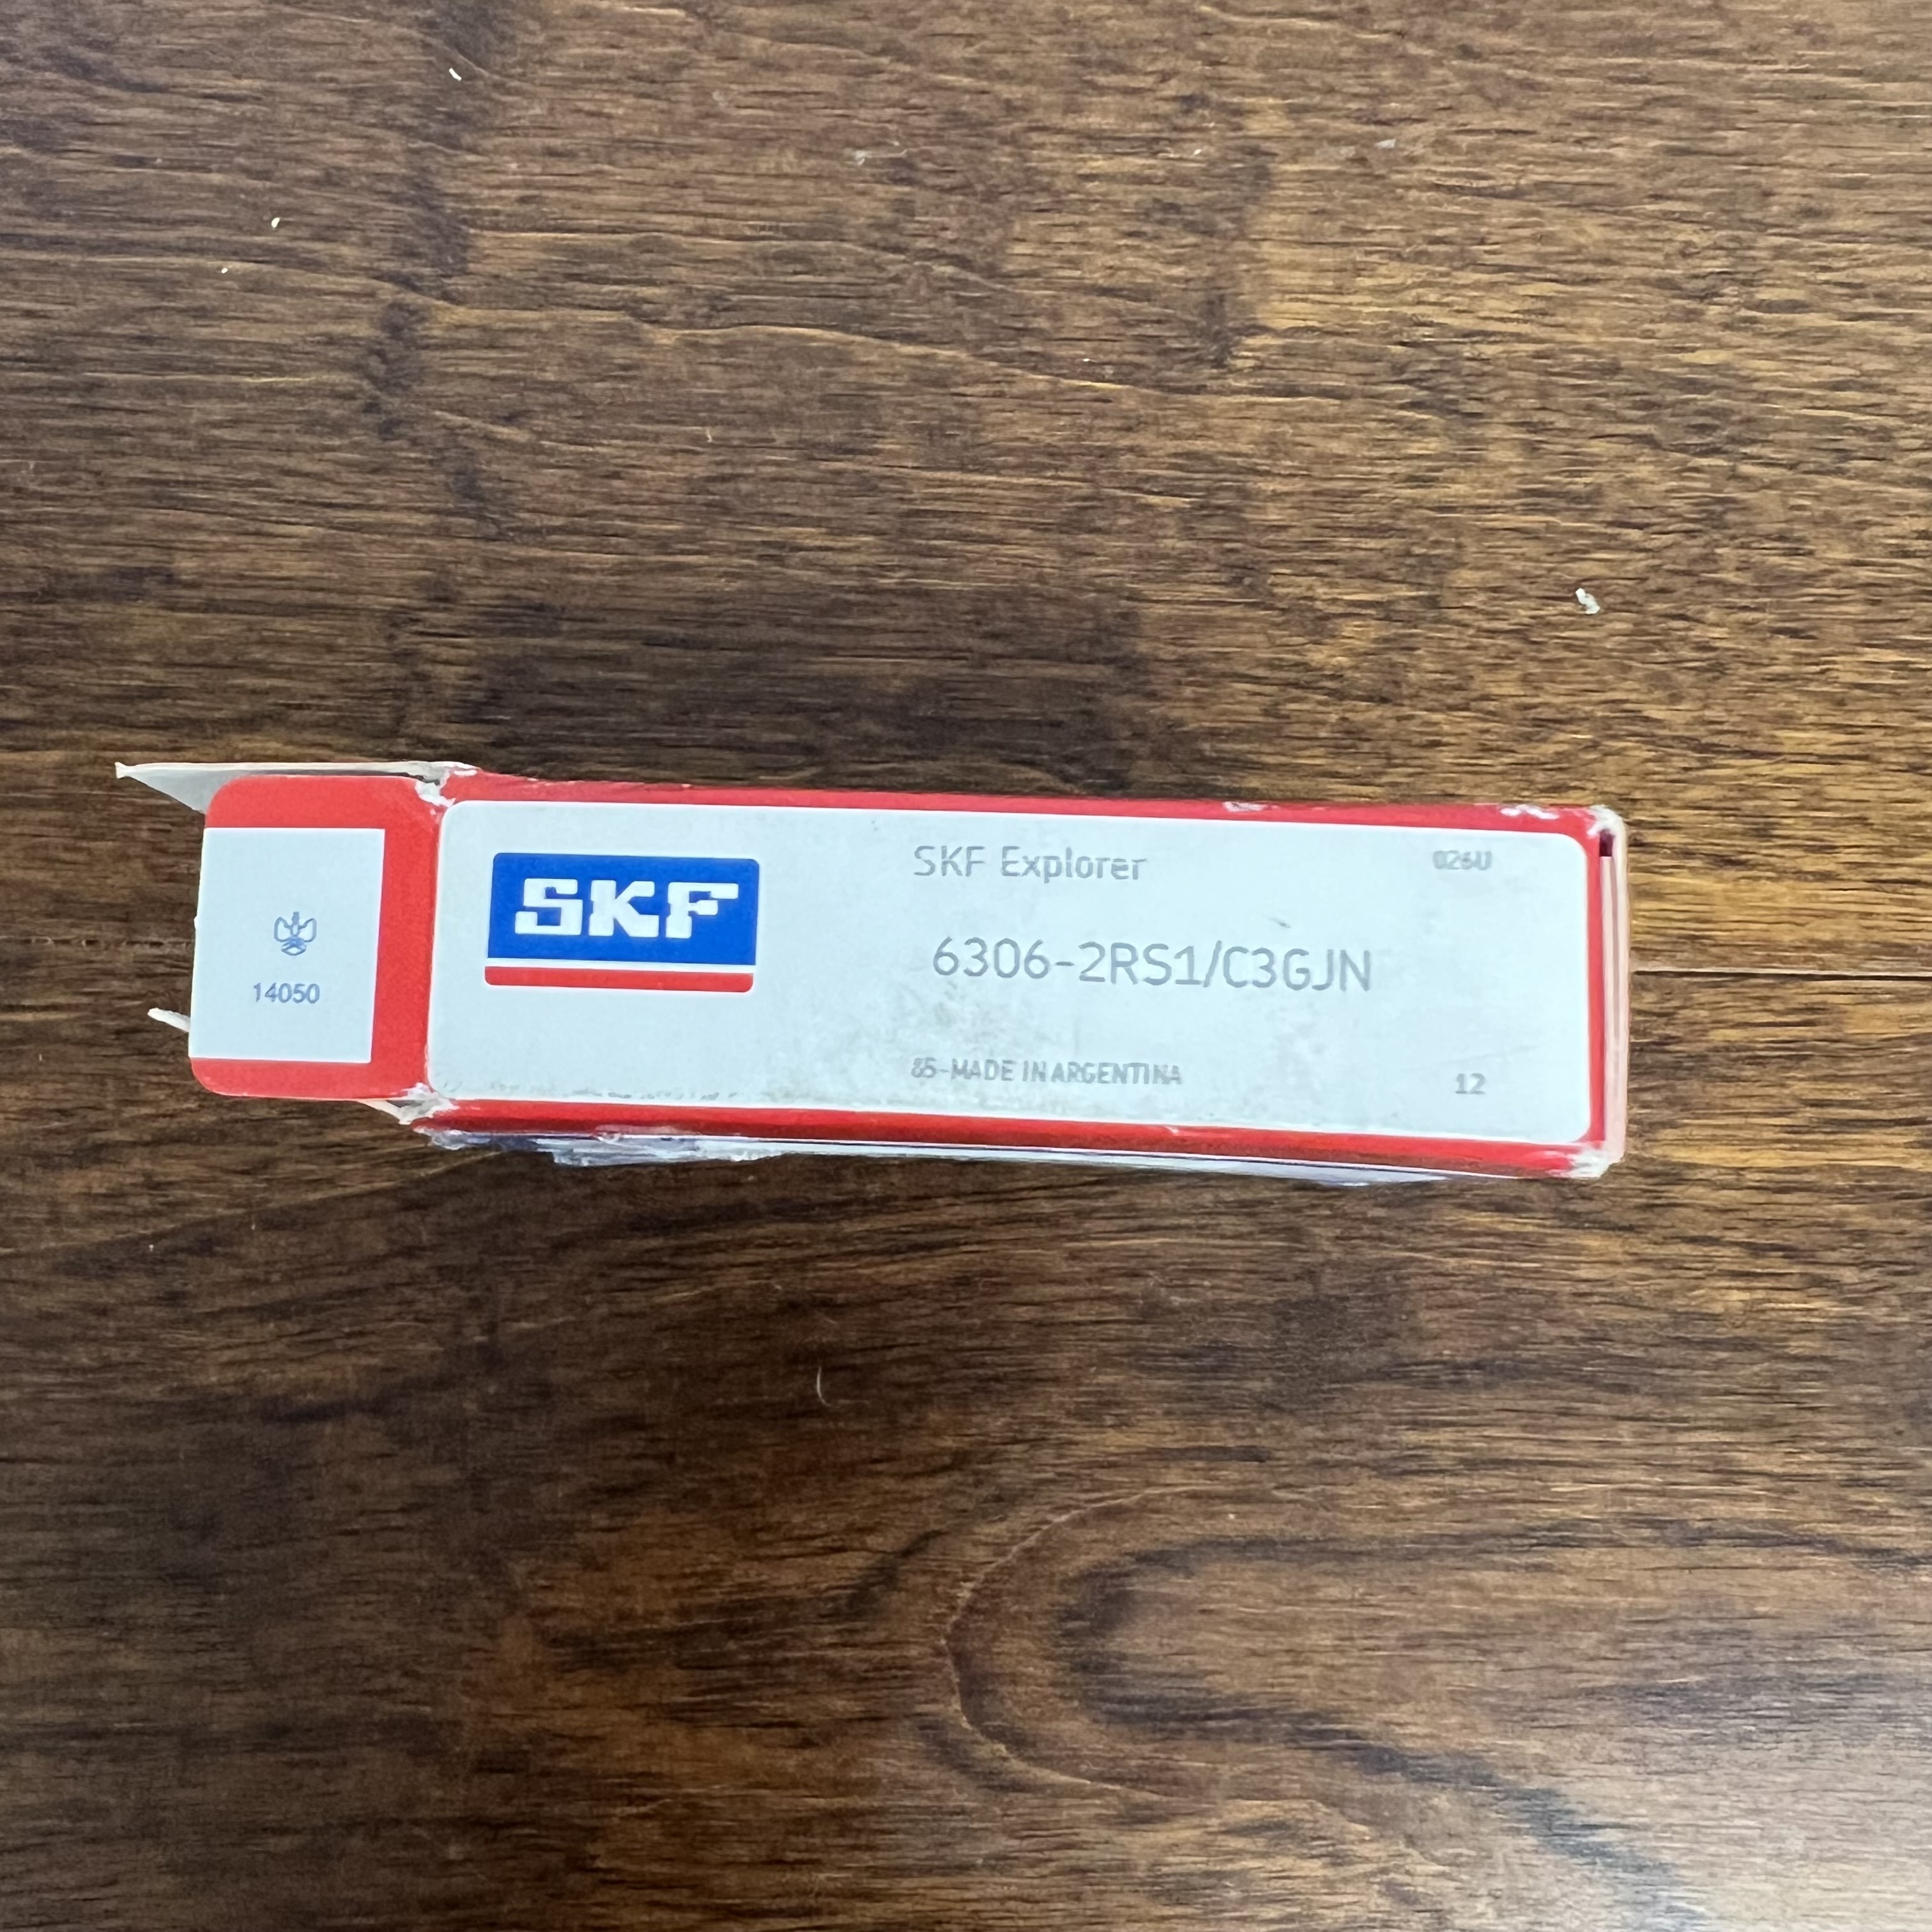 SKF
SKF Explorer
026U
6306-2RS1/C3GJN
85-MADE IN ARGENTINA
12
14050